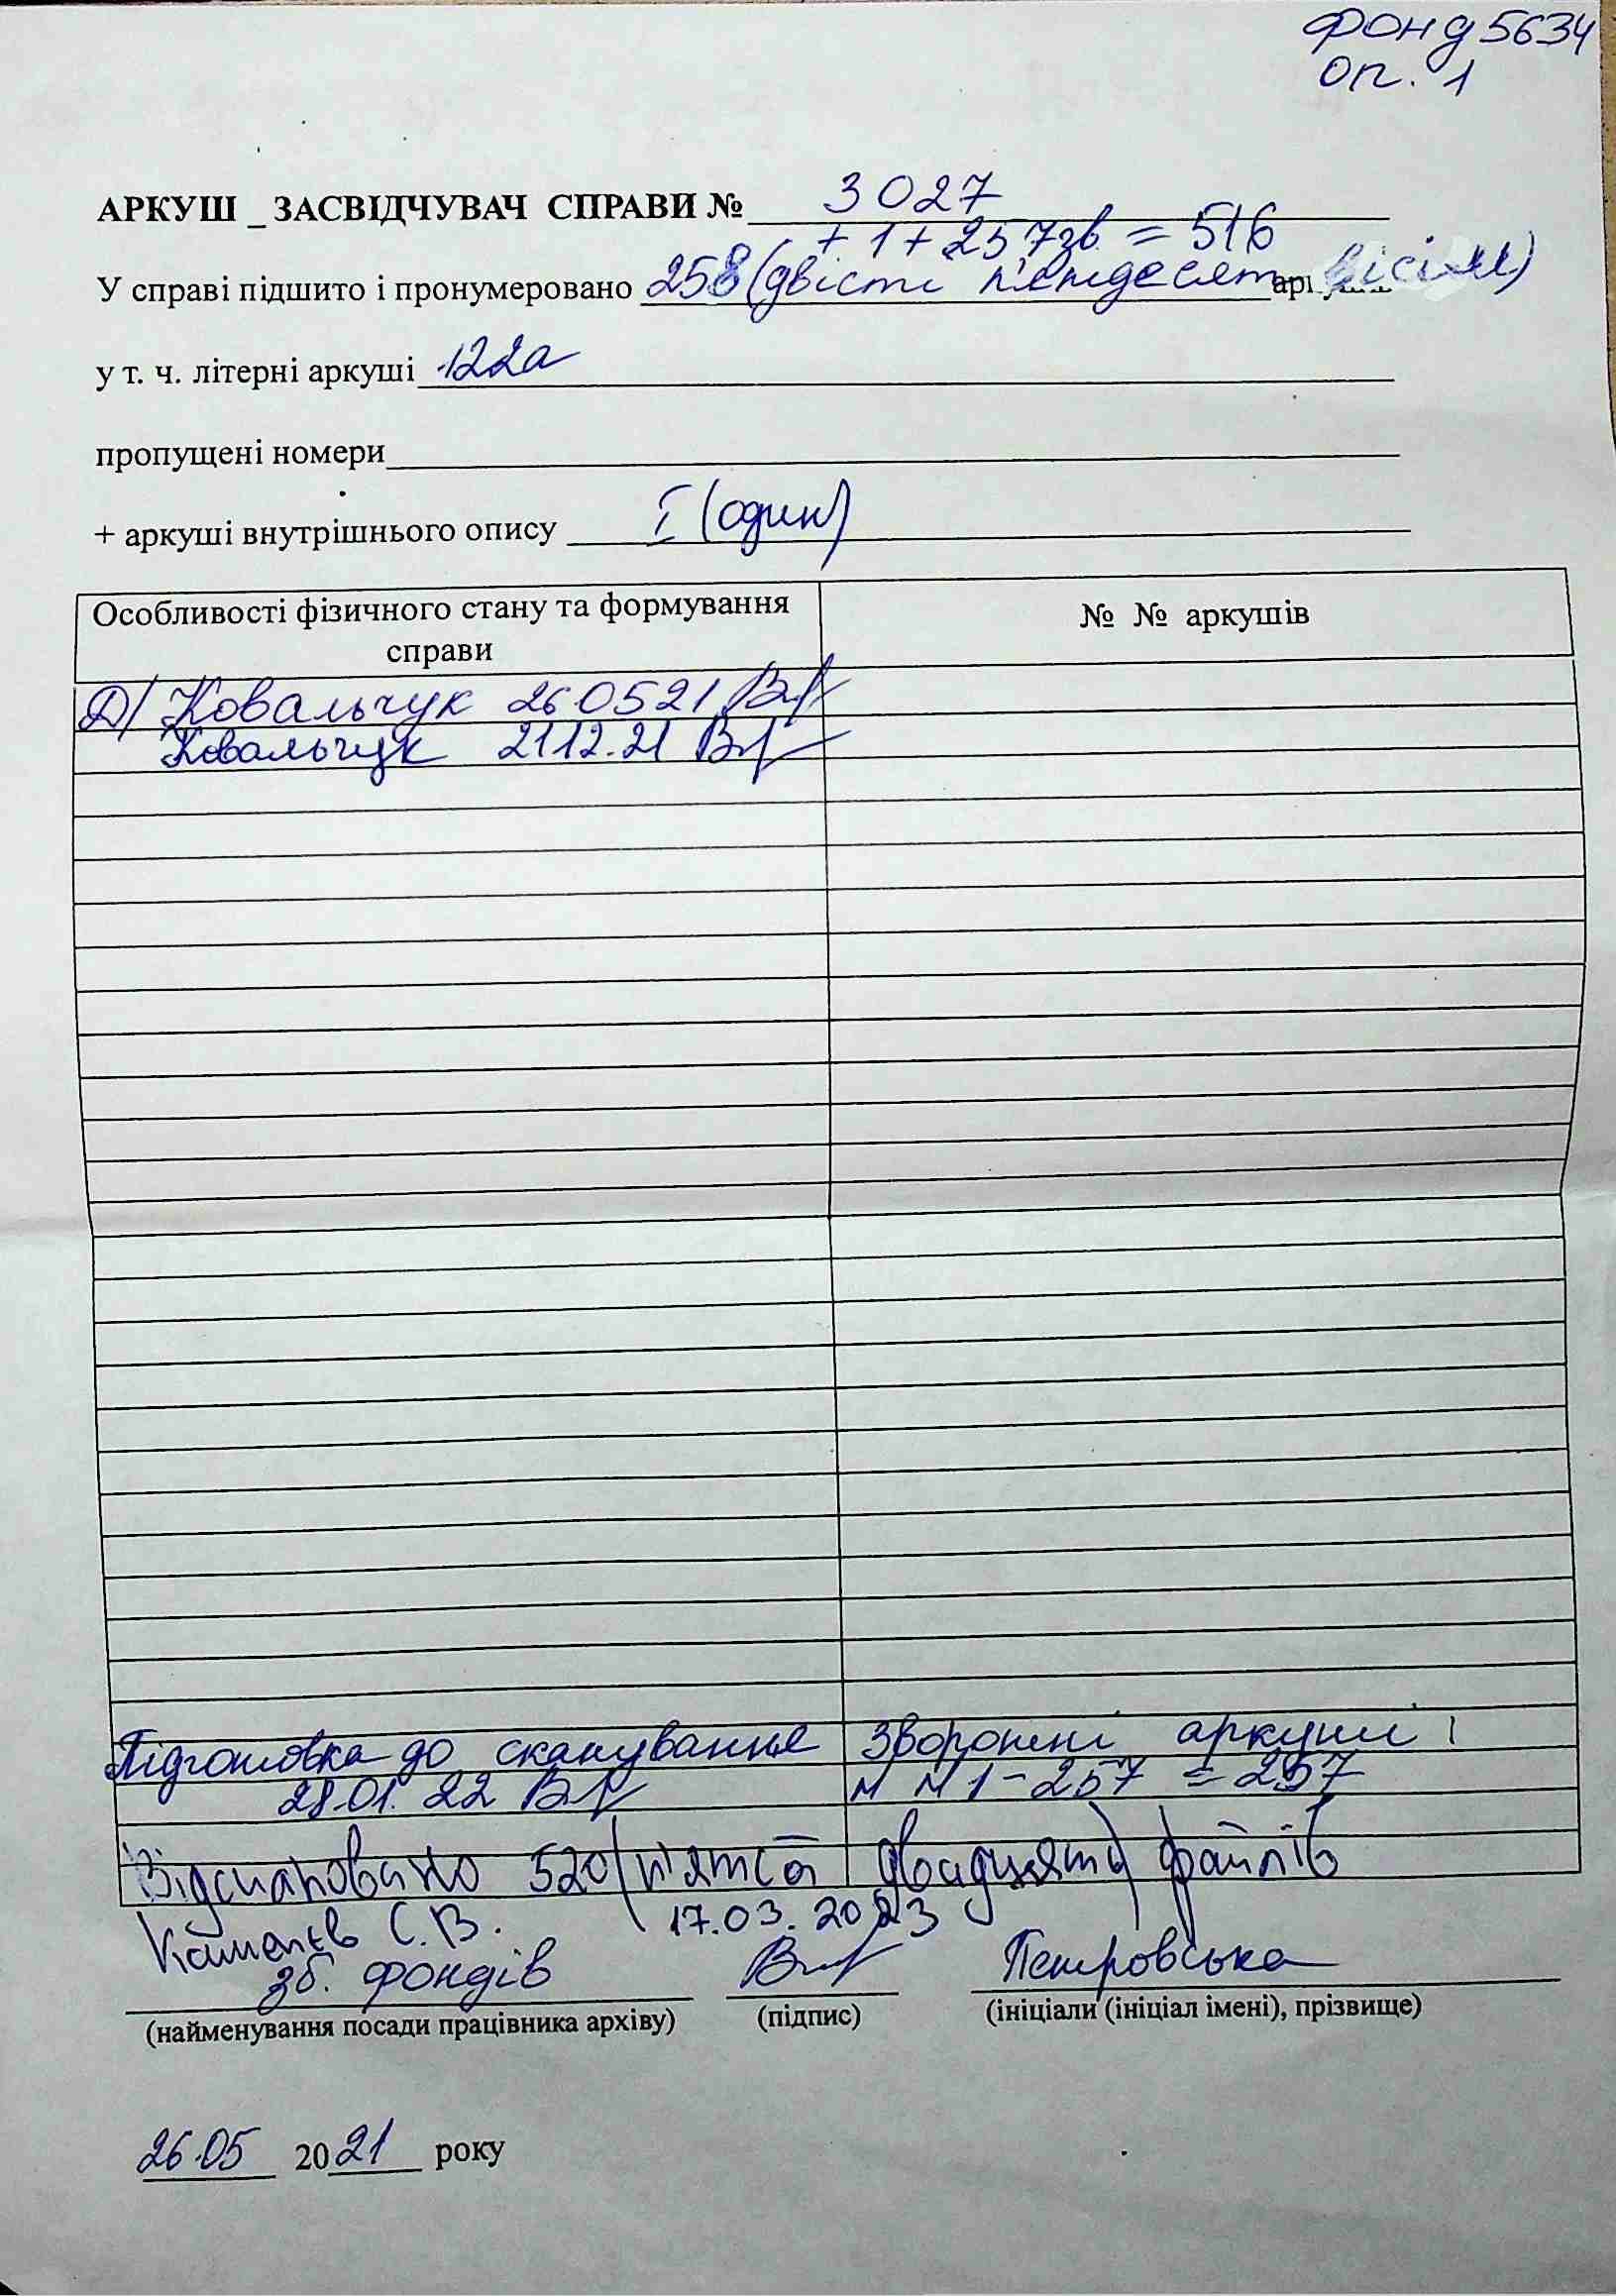 Фонд 5634
оп. 1
АРКУШ _ ЗАСВІДЧУВАЧ СПРАВИ № 3027
+ 1 + 257 зв. = 516
У справі підшито і пронумеровано 258 (двісті п'ятдесят вісім)
у т. ч. літерні аркуші 122а
пропущені номери
+ аркуші внутрішнього опису I (один)
Особливості фізичного стану та формування справи
№ № аркушів
Д/ Ковальчук 26 05 21
Ковальчук 21 12. 21
Підготовка до сканування
Зворотні аркуші:
28.01. 22
№ № 1 – 257 = 257
Відскановано 520 (п'ятсот двадцять) файлів
С.В. 17.03. 2023
зб. фондів
Петровська
(найменування посади працівника архіву)
(підпис)
(ініціали (ініціал імені), прізвище)
26.05 2021 року